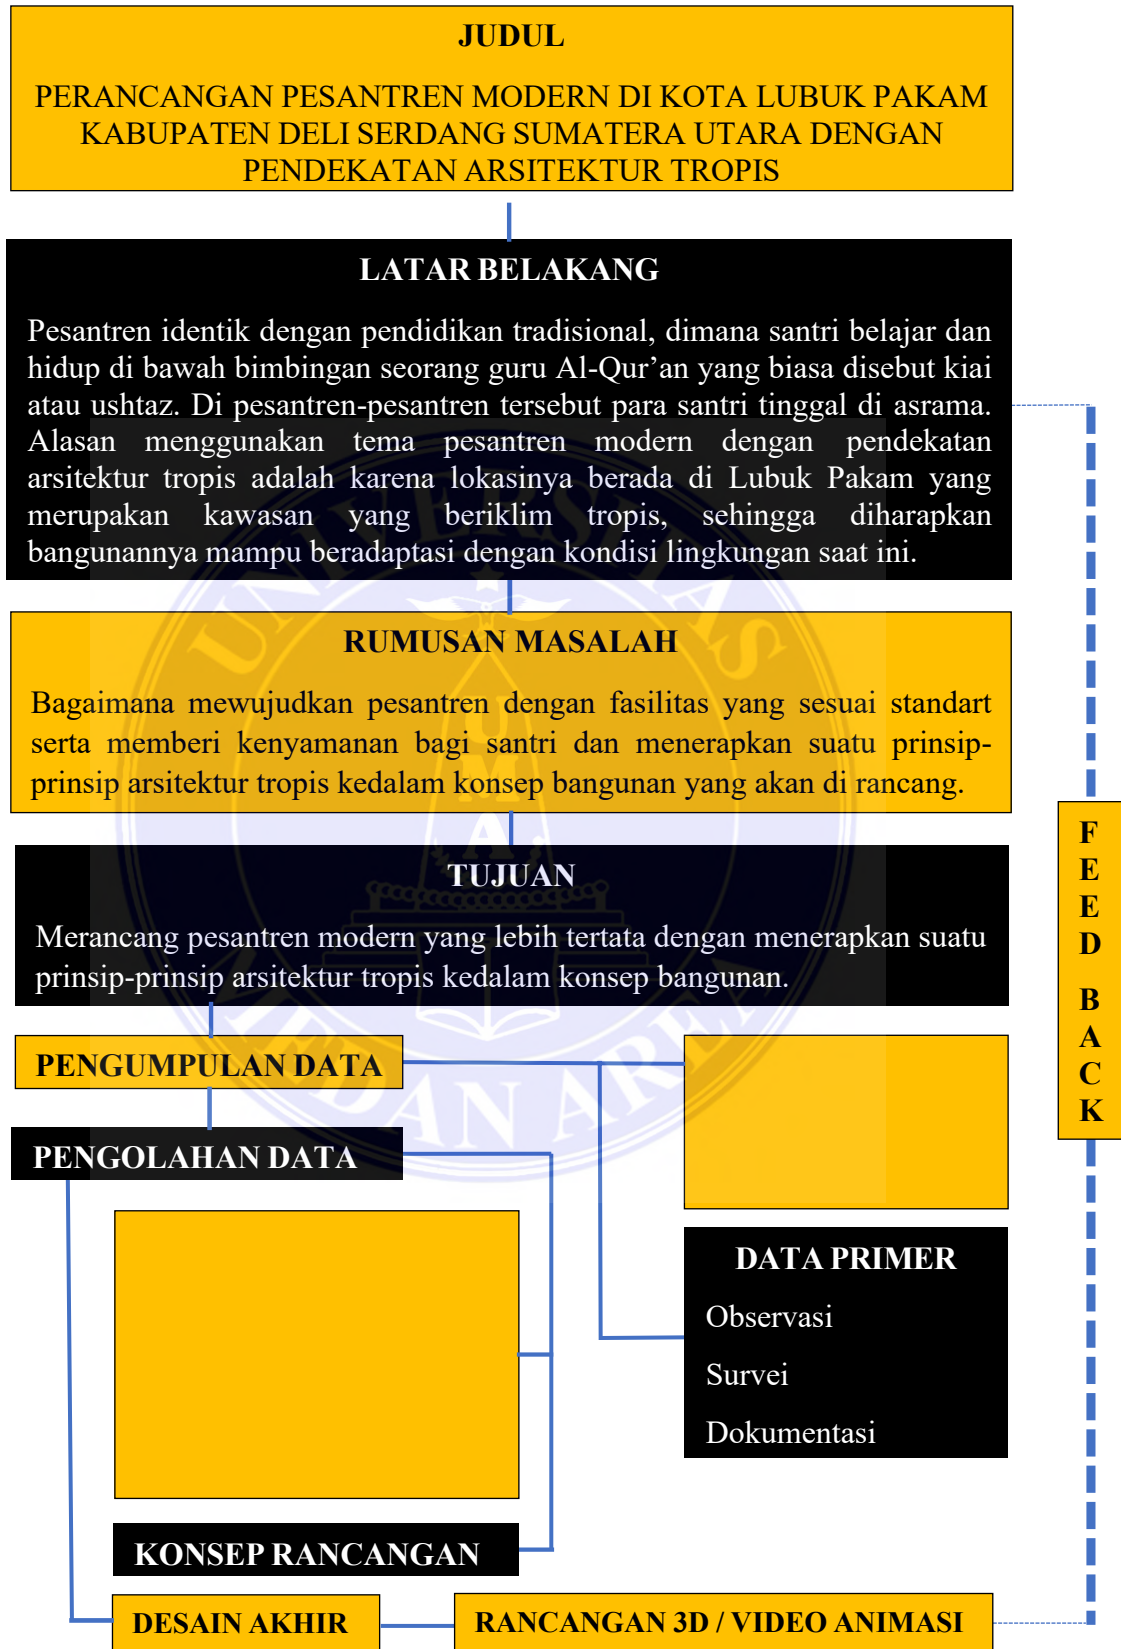 JUDUL
PERANCANGAN PESANTREN MODERN DI KOTA LUBUK PAKAM
KABUPATEN DELI SERDANG SUMATERA UTARA DENGAN
PENDEKATAN ARSITEKTUR TROPIS
LATAR BELAKANG
Pesantren identik dengan pendidikan tradisional, dimana santri belajar dan
hidup di bawah bimbingan seorang guru Al-Qur’an yang biasa disebut kiai
atau ushtaz. Di pesantren-pesantren tersebut para santri tinggal di asrama.
Alasan menggunakan tema pesantren modern dengan pendekatan
arsitektur tropis adalah karena lokasinya berada di Lubuk Pakam yang
merupakan kawasan yang beriklim tropis, sehingga diharapkan
bangunannya mampu beradaptasi dengan kondisi lingkungan saat ini.
RUMUSAN MASALAH
Bagaimana mewujudkan pesantren dengan fasilitas yang sesuai standart
serta memberi kenyamanan bagi santri dan menerapkan suatu prinsip-
prinsip arsitektur tropis kedalam konsep bangunan yang akan di rancang.
TUJUAN
Merancang pesantren modern yang lebih tertata dengan menerapkan suatu
prinsip-prinsip arsitektur tropis kedalam konsep bangunan.
PENGUMPULAN DATA
PENGOLAHAN DATA
DATA PRIMER
Observasi
Survei
Dokumentasi
KONSEP RANCANGAN
DESAIN AKHIR
RANCANGAN 3D / VIDEO ANIMASI
FEED
BACK
UNIVERSITAS
MEDAN AREA
UMA